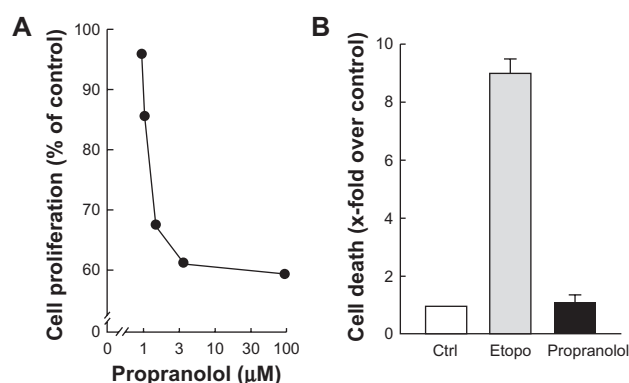 A
Cell proliferation (% of control)
100
90
80
70
60
0
0 1 3 10 30 100
Propranolol (μM)
B
Cell death (x-fold over control)
10
8
6
4
2
0
Ctrl Etopo Propranolol